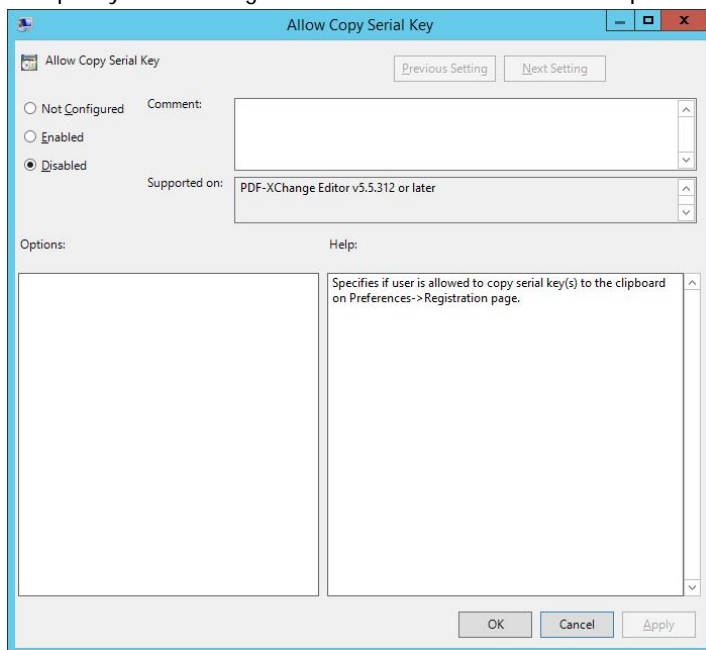 Allow Copy Serial Key
Allow Copy Serial Key
Previous Setting
Next Setting
Not Configured
Comment:
Enabled
Disabled
Supported on:
PDF-XChange Editor v5.5.312 or later
Options:
Help:
Specifies if user is allowed to copy serial key(s) to the clipboard
on Preferences->Registration page.
OK
Cancel
Apply